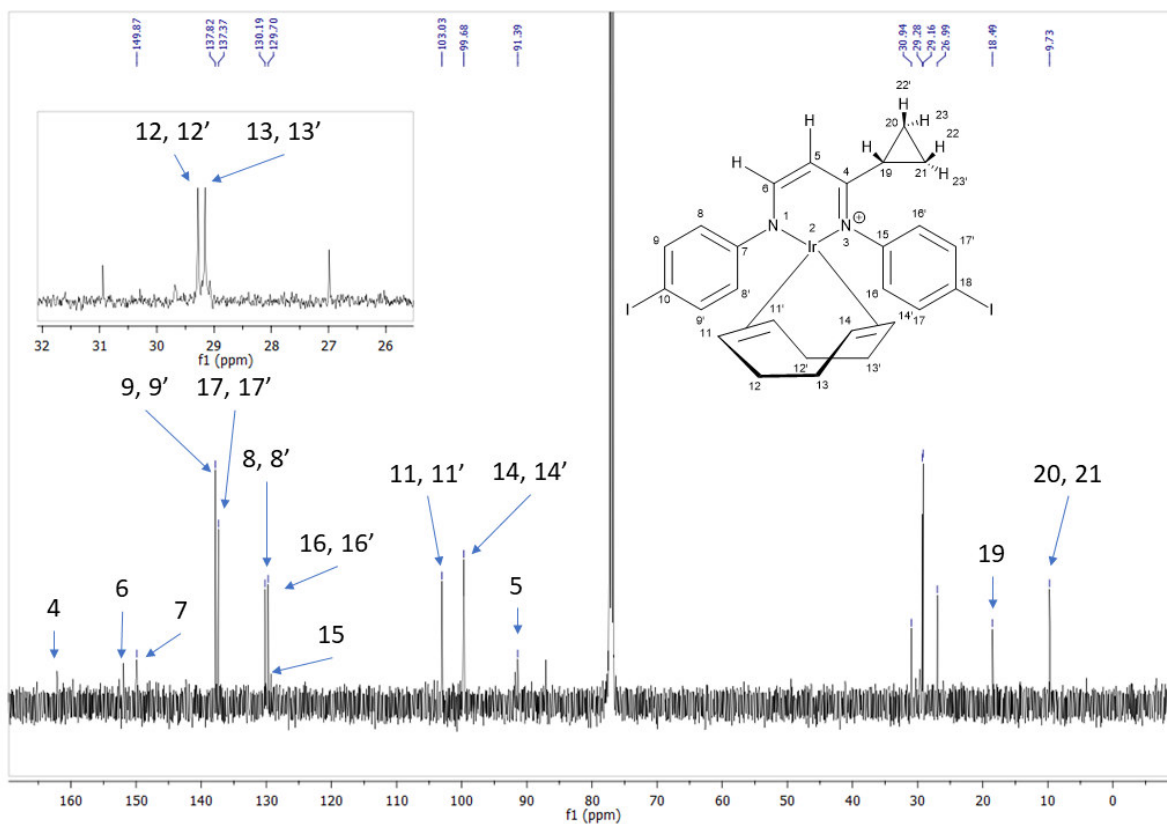 149.87
137.82
137.37
130.19
129.70
103.03
99.68
91.39
30.94
29.28
29.16
26.99
18.49
9.73
12, 12’ 13, 13’
32 31 30 29 28 27 26
f1 (ppm)
22'
H
20 H 23
H
H 22
H
5
4
19
21 H 23'
H
6
8
1
2
3
N
N
⊕
Ir
15
16'
9
7
17'
10
8'
16
18
I
9'
11'
14
14'
17
I
11
12'
13'
12
13
9, 9’ 17, 17’
8, 8’
11, 11’ 14, 14’
20, 21
16, 16’
19
4 6 7
5
15
160 150 140 130 120 110 100 90 80 70 60 50 40 30 20 10 0
f1 (ppm)